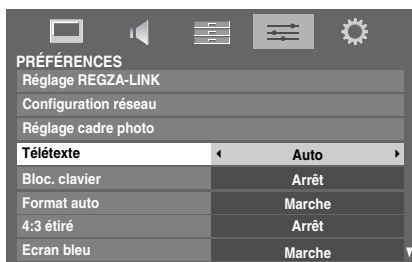 PRÉFÉRENCES
Réglage REGZA-LINK
Configuration réseau
Réglage cadre photo
Télétexte Auto
Bloc. clavier Arrêt
Format auto Marche
4:3 étiré Arrêt
Ecran bleu Marche